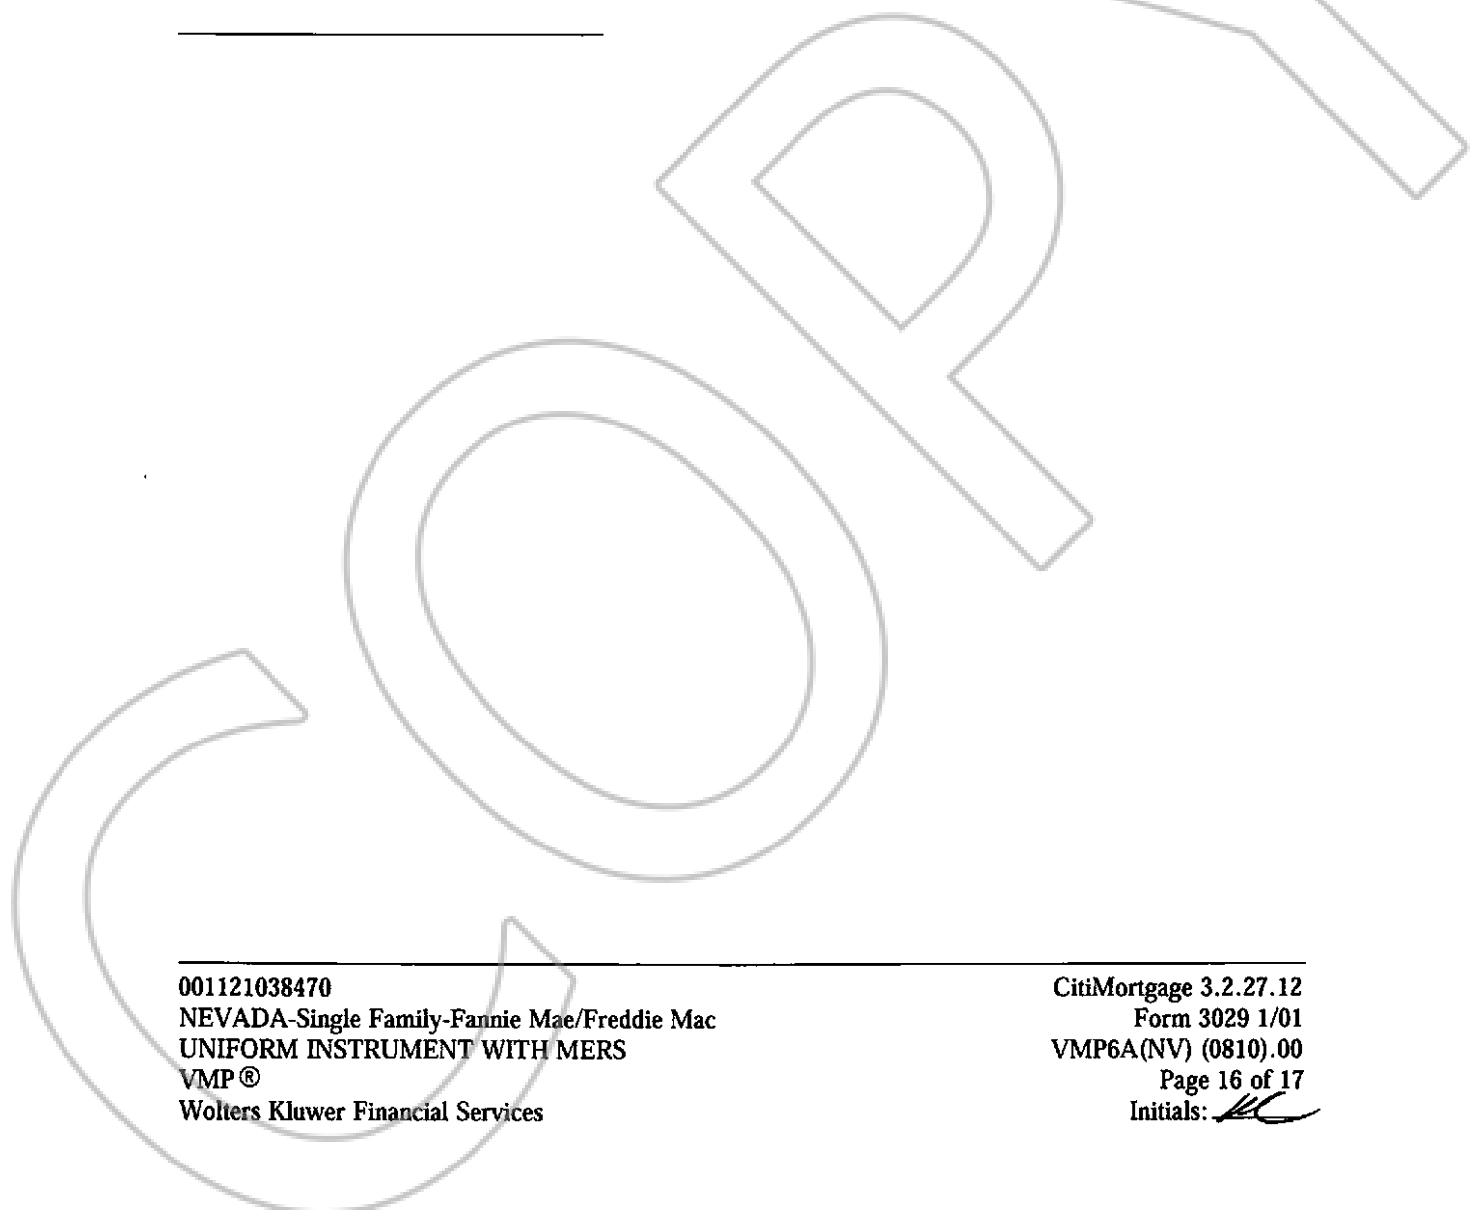 COPY
001121038470
NEVADA-Single Family-Fannie Mae/Freddie Mac
UNIFORM INSTRUMENT WITH MERS
VMP ®
Wolters Kluwer Financial Services
CitiMortgage 3.2.27.12
Form 3029 1/01
VMP6A(NV) (0810).00
Page 16 of 17
Initials: